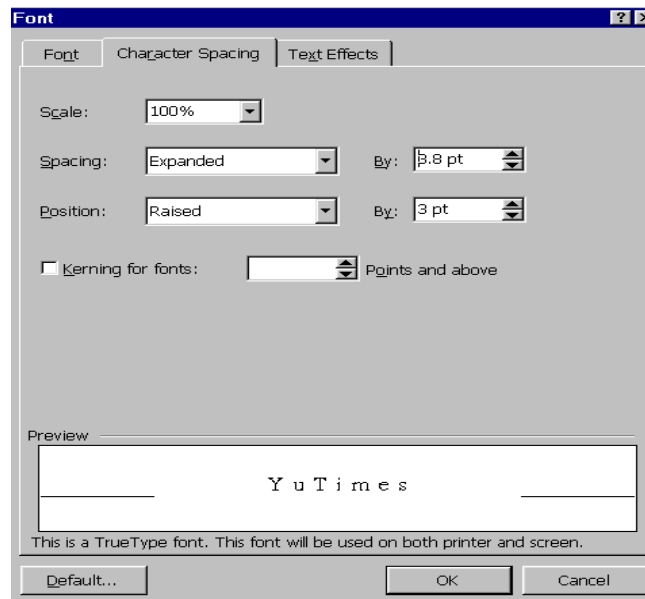 Font
Font Character Spacing Text Effects
Scale: 100%
Spacing: Expanded By: 3.8 pt
Position: Raised By: 3 pt
Kerning for fonts: Points and above
Preview
YuTimes
This is a TrueType font. This font will be used on both printer and screen.
Default... OK Cancel